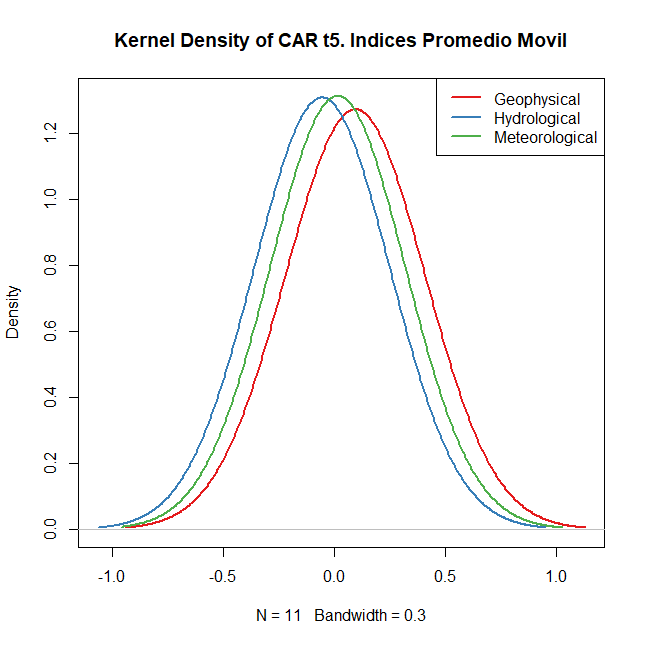 Kernel Density of CAR t5. Indices Promedio Movil
Geophysical
Hydrological
Meteorological
Density
1.2
1.0
0.8
0.6
0.4
0.2
0.0
-1.0 -0.5 0.0 0.5 1.0
N = 11 Bandwidth = 0.3